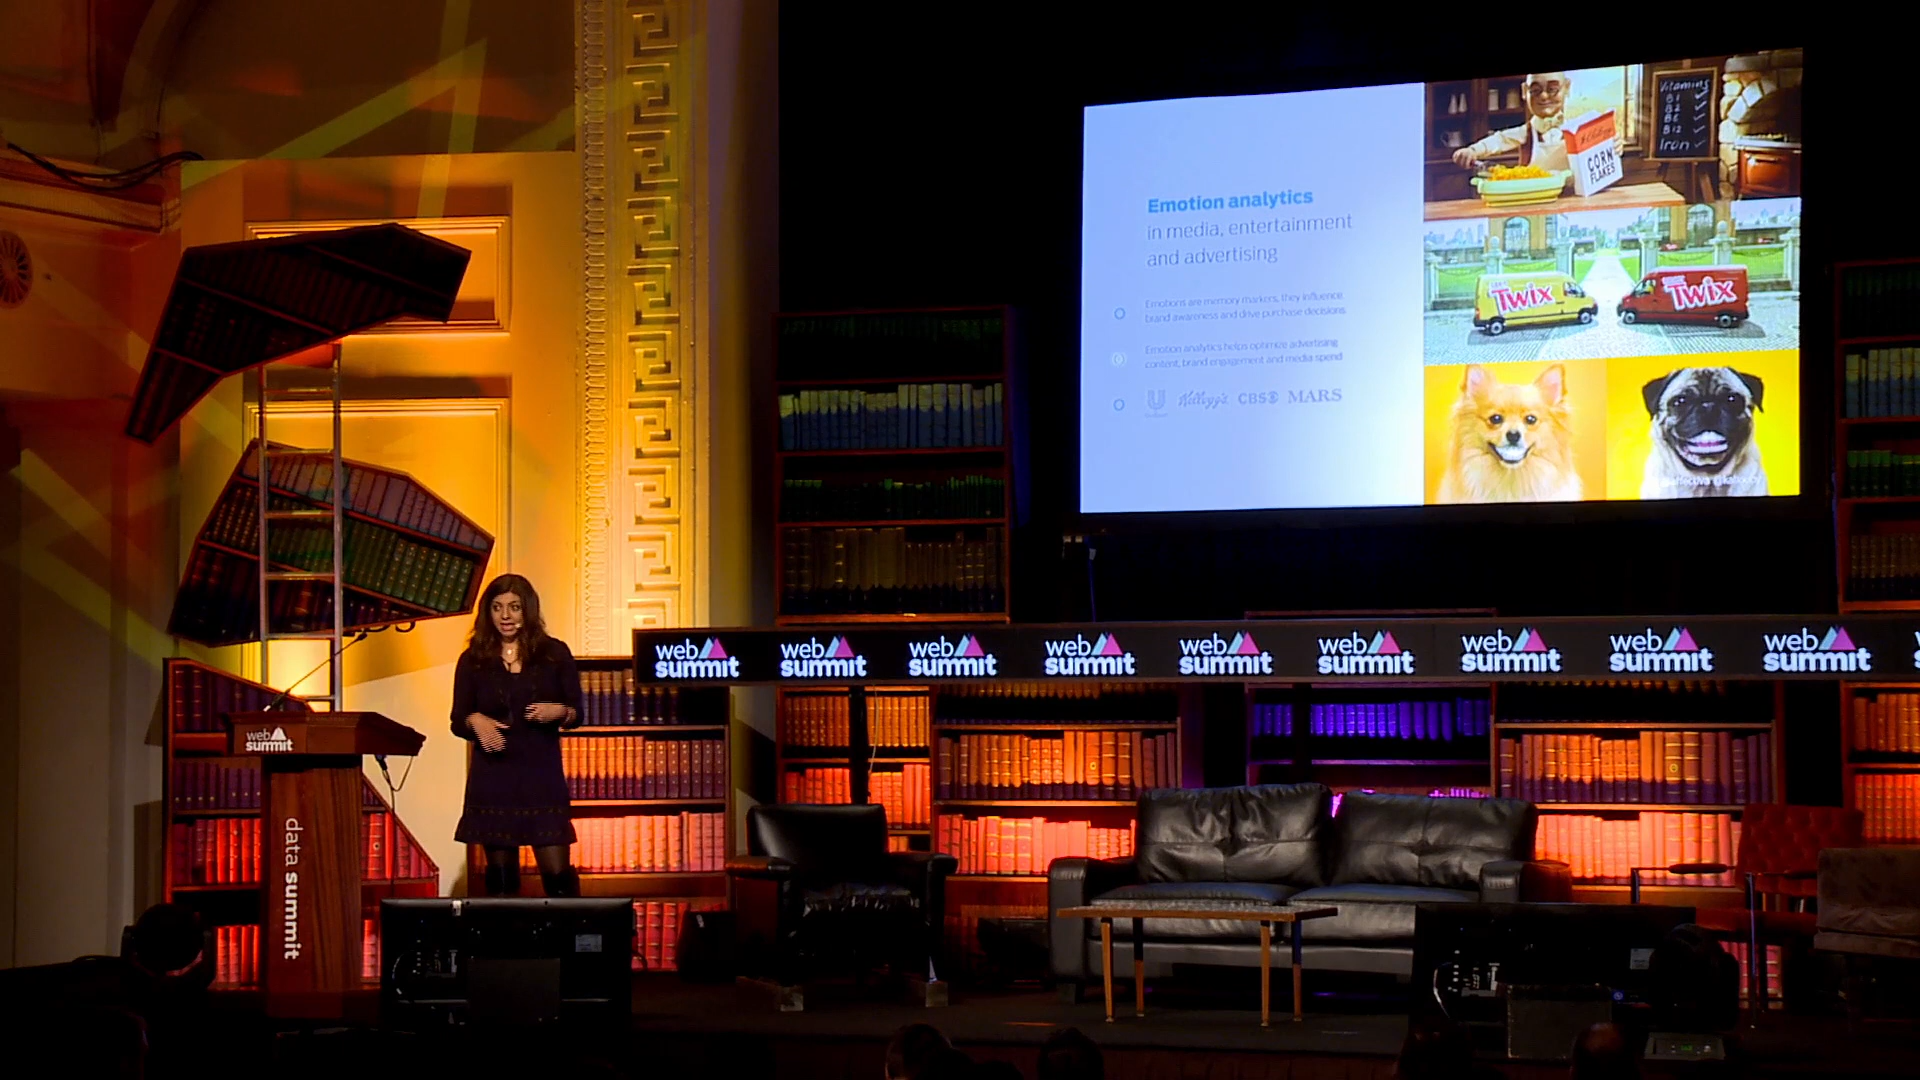 Emotion analytics
in media, entertainment
and advertising
Emotions are memory markers, they influence
brand awareness and drive purchase decisions
Emotion analytics helps optimize advertising
content, brand engagement and media spend
Kellogg's CBS MARS
Vitamins
B1
B2
B6
B12
Iron
Kellogg's
CORN
FLAKES
TWIX
TWIX
web
summit
web
summit
web
summit
web
summit
web
summit
web
summit
web
summit
web
summit
web
summit
web
summit
data summit